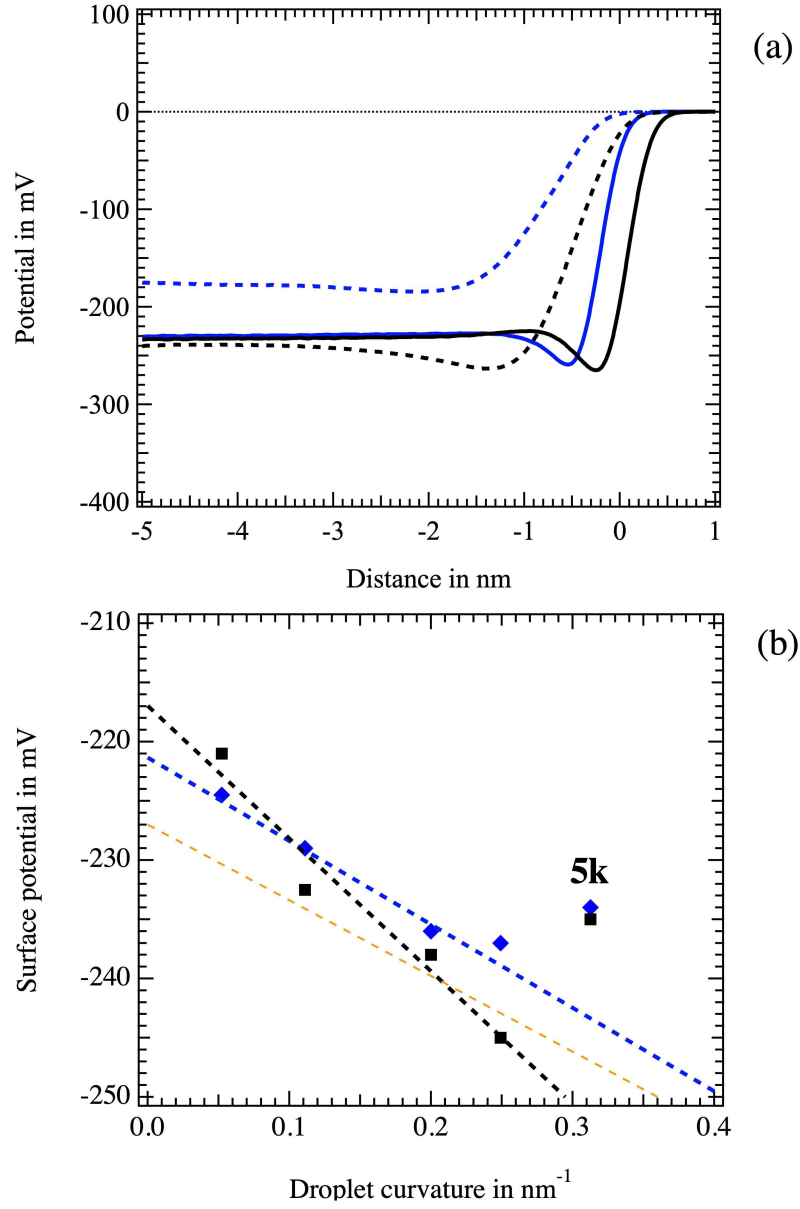 (a)
Potential in mV
100
0
-100
-200
-300
-400
-5 -4 -3 -2 -1 0 1
Distance in nm
(b)
Surface potential in mV
-210
-220
-230
-240
-250
5k
0.0 0.1 0.2 0.3 0.4
Droplet curvature in nm-1